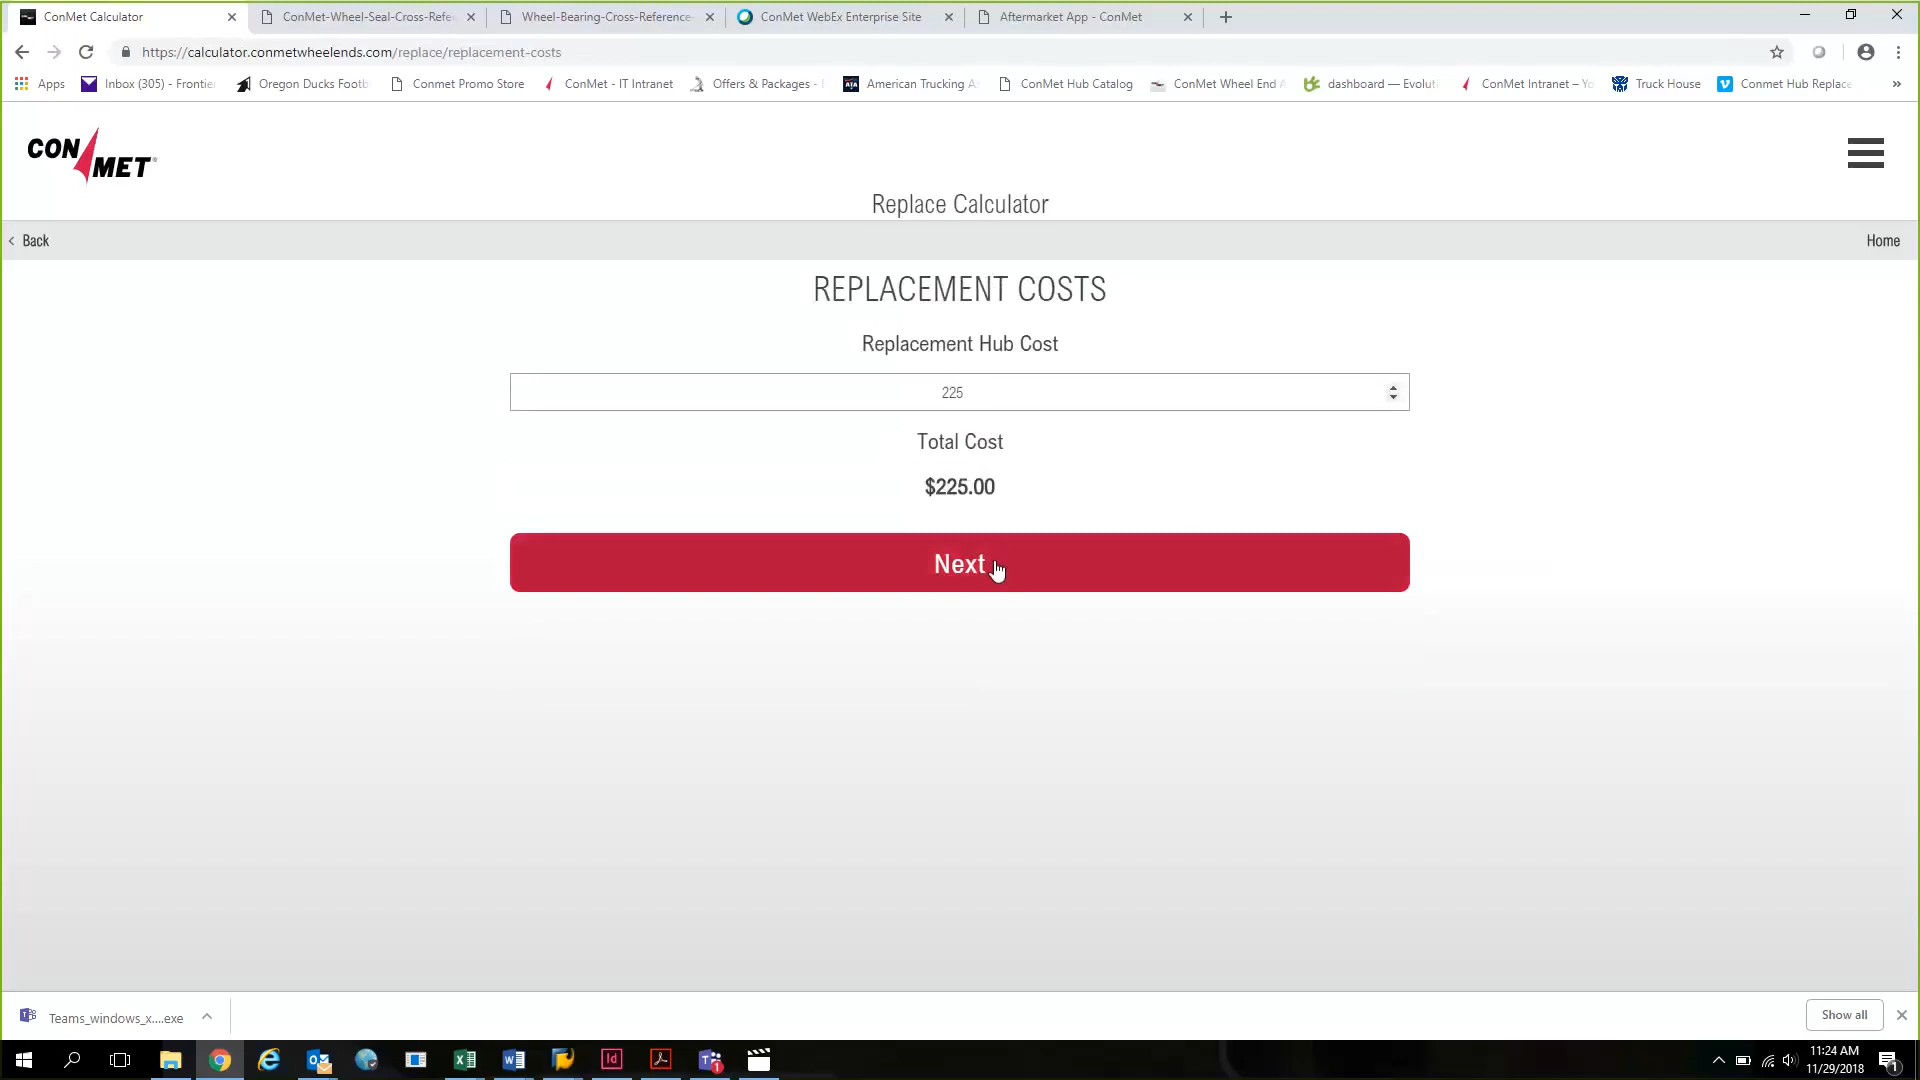 ConMet Calculator
ConMet-Wheel-Seal-Cross-Refe
Wheel-Bearing-Cross-Reference-
ConMet WebEx Enterprise Site
Aftermarket App - ConMet
https://calculator.conmetwheelends.com/replace/replacement-costs
Apps
Inbox (305) - Frontier
Oregon Ducks Footb
Conmet Promo Store
ConMet - IT Intranet
Offers & Packages -
American Trucking A
ConMet Hub Catalog
ConMet Wheel End A
dashboard — Evoluti
ConMet Intranet – Yo
Truck House
Conmet Hub Replace
CON MET®
Replace Calculator
< Back
Home
REPLACEMENT COSTS
Replacement Hub Cost
225
Total Cost
$225.00
Next
Teams_windows_x....exe
Show all
11:24 AM
11/29/2018